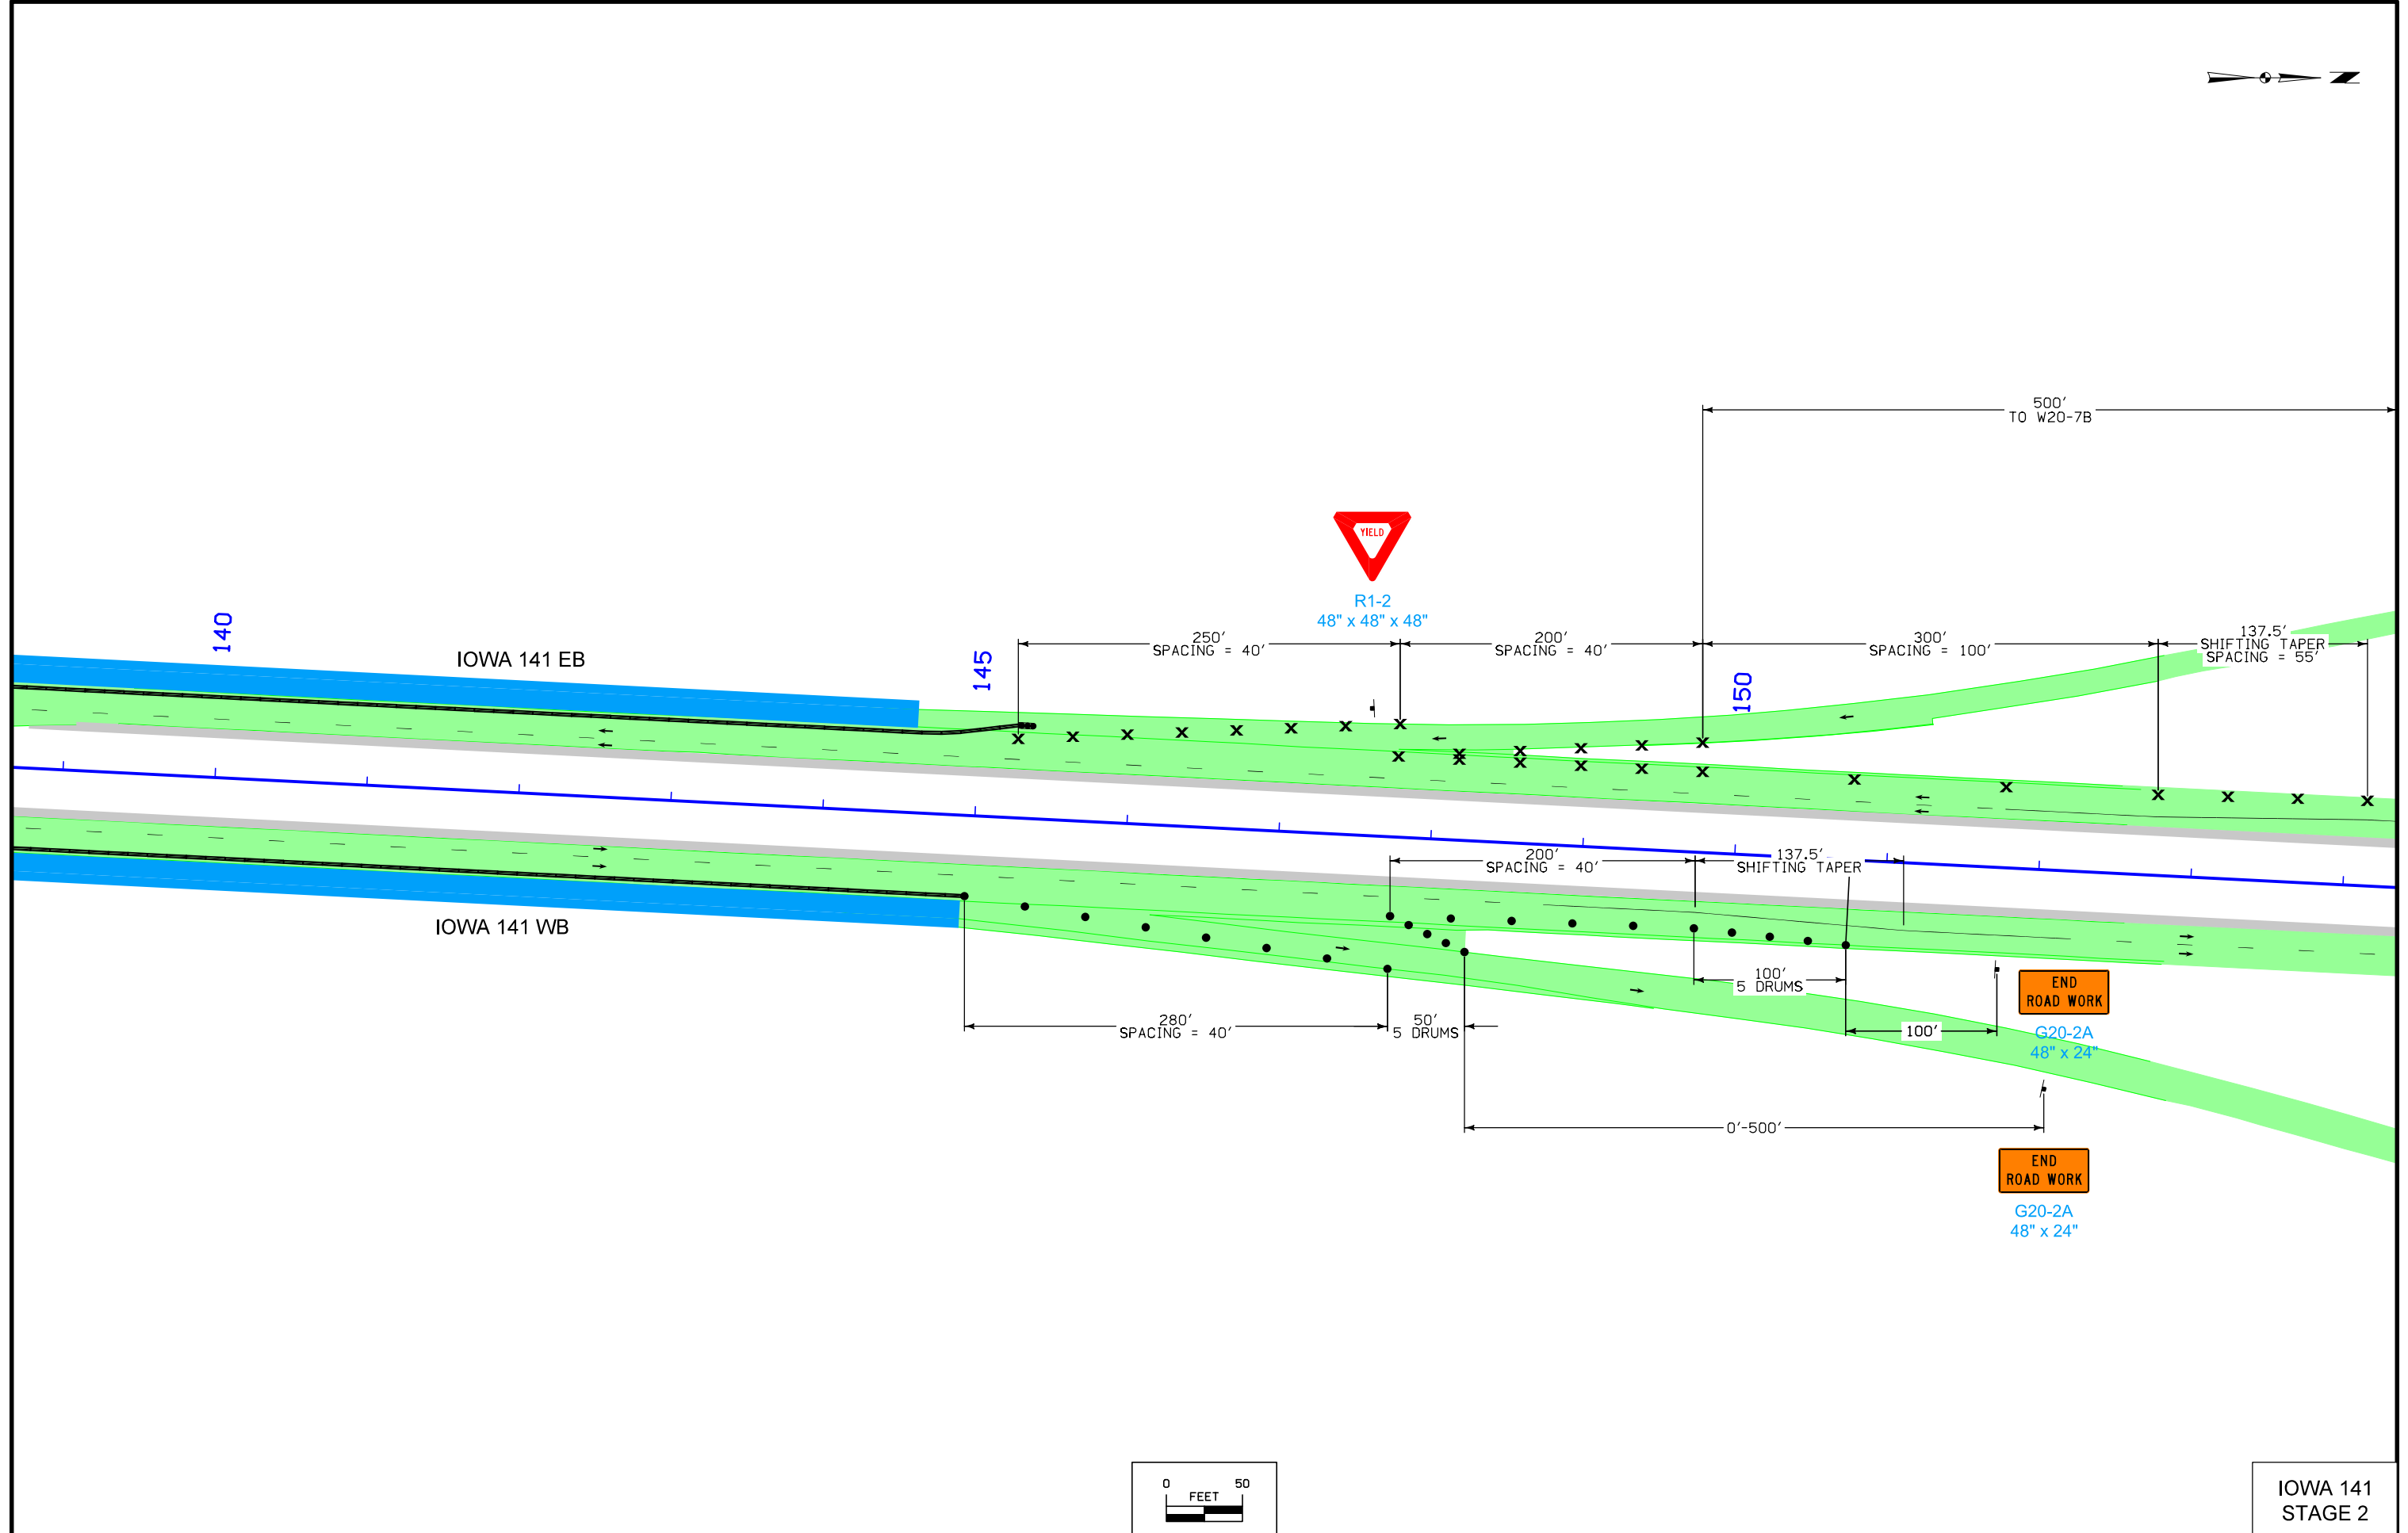 Z
500'
TO W20-7B
YIELD
R1-2
48" x 48" x 48"
140
IOWA 141 EB
145
250'
SPACING = 40'
200'
SPACING = 40'
150
300'
SPACING = 100'
137.5'
SHIFTING TAPER
SPACING = 55'
200'
SPACING = 40'
137.5'
SHIFTING TAPER
IOWA 141 WB
100'
5 DRUMS
END
ROAD WORK
G20-2A
48" x 24"
280'
SPACING = 40'
50'
5 DRUMS
100'
0'-500'
END
ROAD WORK
G20-2A
48" x 24"
0 50
FEET
IOWA 141
STAGE 2